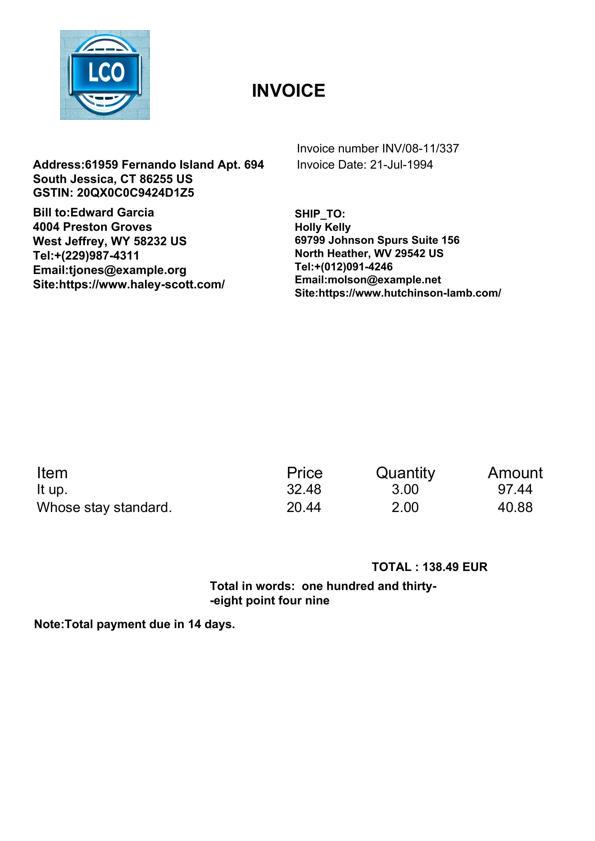 LCO
INVOICE
Invoice number INV/08-11/337
Invoice Date: 21-Jul-1994
Address:61959 Fernando Island Apt. 694
South Jessica, CT 86255 US
GSTIN: 20QX0C0C9424D1Z5
Bill to:Edward Garcia
4004 Preston Groves
West Jeffrey, WY 58232 US
Tel:+(229)987-4311
Email:tjones@example.org
Site:https://www.haley-scott.com/
SHIP_TO:
Holly Kelly
69799 Johnson Spurs Suite 156
North Heather, WV 29542 US
Tel:+(012)091-4246
Email:molson@example.net
Site:https://www.hutchinson-lamb.com/
Item Price Quantity Amount
It up. 32.48 3.00 97.44
Whose stay standard. 20.44 2.00 40.88
TOTAL : 138.49 EUR
Total in words:  one hundred and thirty-
-eight point four nine
Note:Total payment due in 14 days.